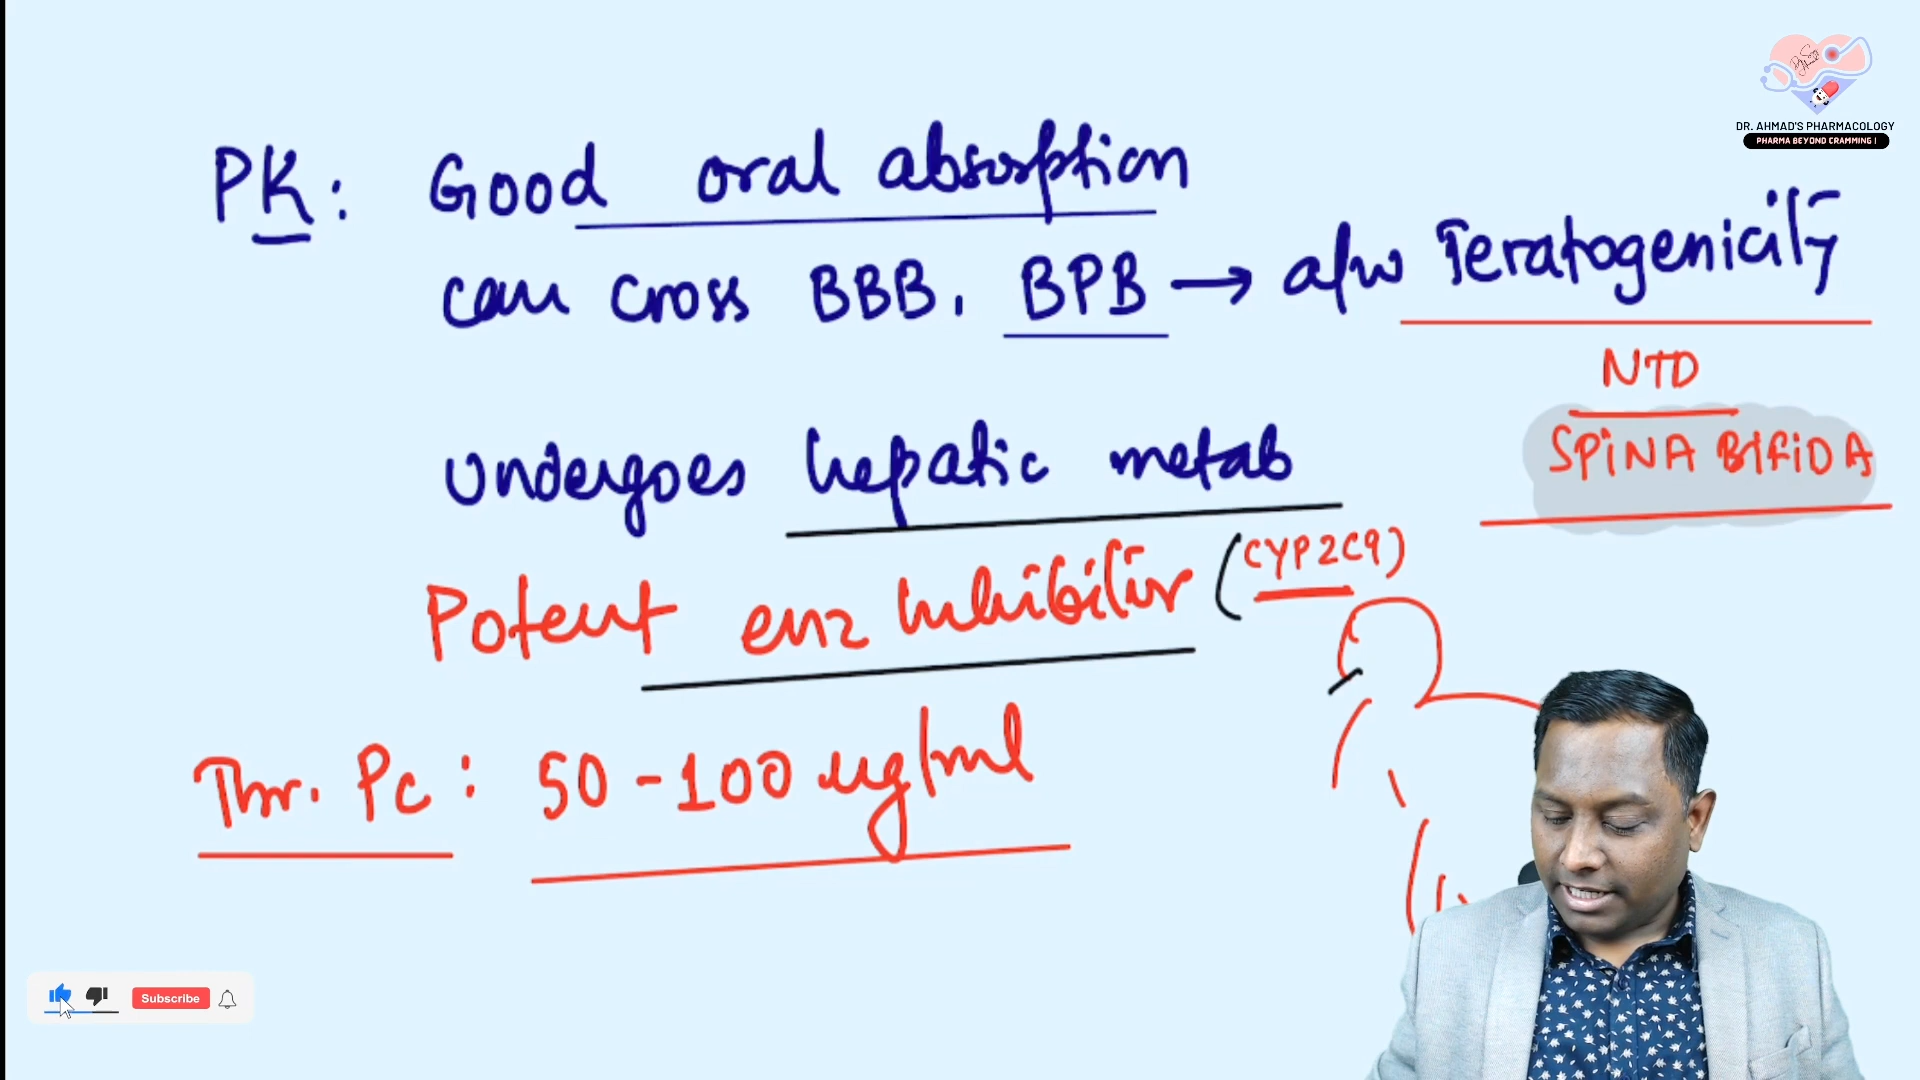 DR. AHMAD'S PHARMACOLOGY
PHARMA BEYOND CRAMMING !
PK: Good oral absorption
can cross BBB, BPB → a/w Teratogenicity
NTD
SPINA BIFIDA
undergoes hepatic metab
Potent enz inhibitior (CYP2C9)
Thr. Pc: 50-100 ug/ml
Subscribe